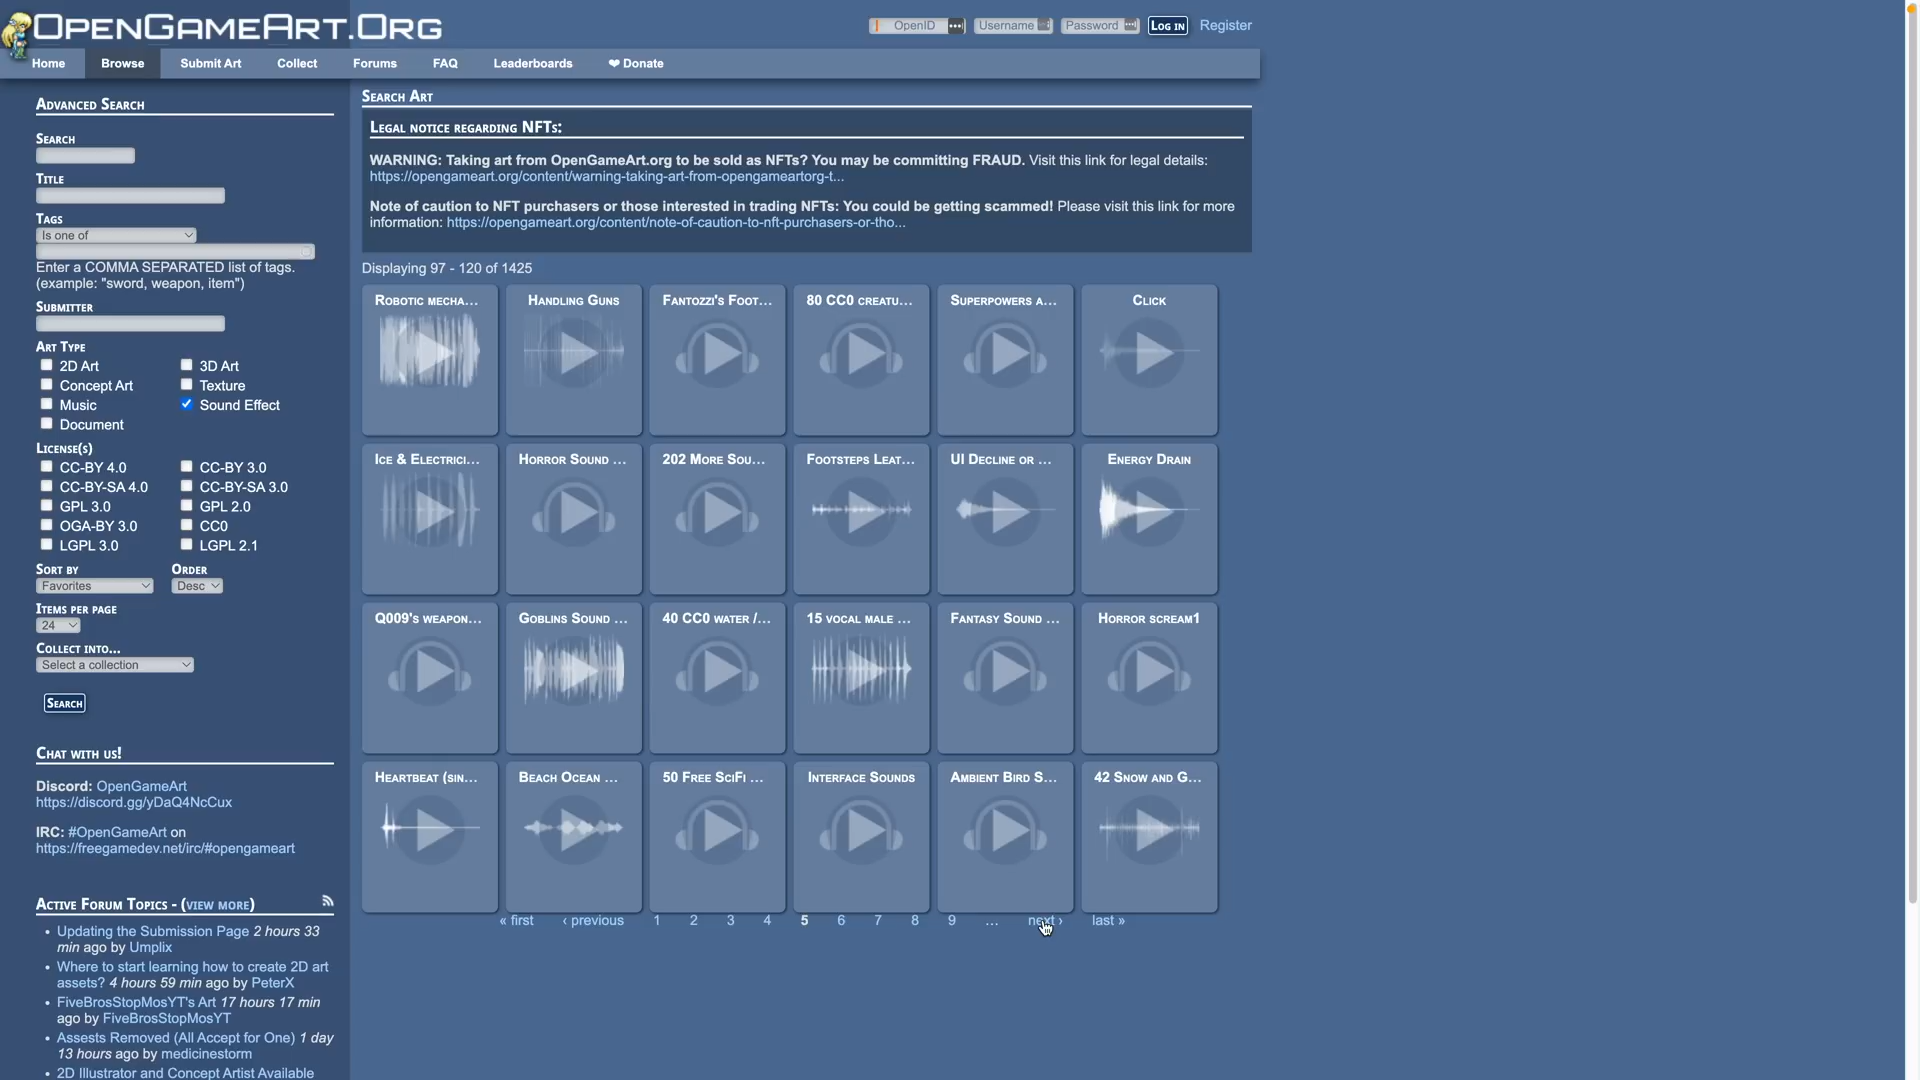 OpenGameArt.Org
OpenID
Username
Password
Log in
Register
Home
Browse
Submit Art
Collect
Forums
FAQ
Leaderboards
❤ Donate
Advanced Search
Search
Title
Tags
Is one of
Enter a COMMA SEPARATED list of tags.
(example: "sword, weapon, item")
Submitter
Art Type
2D Art
3D Art
Concept Art
Texture
Music
Sound Effect
Document
License(s)
CC-BY 4.0
CC-BY 3.0
CC-BY-SA 4.0
CC-BY-SA 3.0
GPL 3.0
GPL 2.0
OGA-BY 3.0
CC0
LGPL 3.0
LGPL 2.1
Sort by
Order
Favorites
Desc
Items per page
24
Collect into...
Select a collection
Search
Chat with us!
Discord: OpenGameArt
https://discord.gg/yDaQ4NcCux
IRC: #OpenGameArt on
https://freegamedev.net/irc/#opengameart
Active Forum Topics - (view more)
• Updating the Submission Page 2 hours 33
min ago by Umplix
• Where to start learning how to create 2D art
assets? 4 hours 59 min ago by PeterX
• FiveBrosStopMosYT's Art 17 hours 17 min
ago by FiveBrosStopMosYT
• Assests Removed (All Accept for One) 1 day
13 hours ago by medicinestorm
• 2D Illustrator and Concept Artist Available
Search Art
Legal notice regarding NFTs:
WARNING: Taking art from OpenGameArt.org to be sold as NFTs? You may be committing FRAUD. Visit this link for legal details:
https://opengameart.org/content/warning-taking-art-from-opengameartorg-t...
Note of caution to NFT purchasers or those interested in trading NFTs: You could be getting scammed! Please visit this link for more
information: https://opengameart.org/content/note-of-caution-to-nft-purchasers-or-tho...
Displaying 97 - 120 of 1425
Robotic mecha...
Handling Guns
Fantozzi's Foot...
80 CC0 creatu...
Superpowers a...
Click
Ice & Electrici...
Horror Sound ...
202 More Sou...
Footsteps Leat...
UI Decline or ...
Energy Drain
Q009's weapon...
Goblins Sound ...
40 CC0 water /...
15 vocal male ...
Fantasy Sound ...
Horror scream1
Heartbeat (sin...
Beach Ocean ...
50 Free SciFi ...
Interface Sounds
Ambient Bird S...
42 Snow and G...
« first ‹ previous 1 2 3 4 5 6 7 8 9 … next › last »